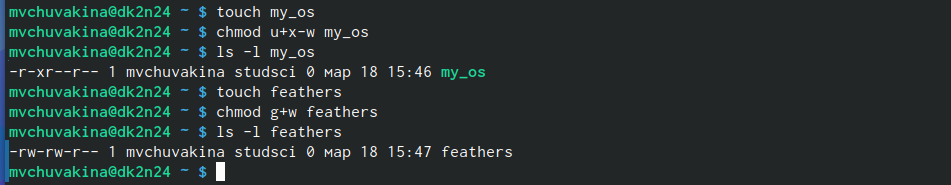 mvchuvakina@dk2n24 ~ $ touch my_os
mvchuvakina@dk2n24 ~ $ chmod u+x-w my_os
mvchuvakina@dk2n24 ~ $ ls -l my_os
-r-xr--r-- 1 mvchuvakina studsci 0 мар 18 15:46 my_os
mvchuvakina@dk2n24 ~ $ touch feathers
mvchuvakina@dk2n24 ~ $ chmod g+w feathers
mvchuvakina@dk2n24 ~ $ ls -l feathers
-rw-rw-r-- 1 mvchuvakina studsci 0 мар 18 15:47 feathers
mvchuvakina@dk2n24 ~ $